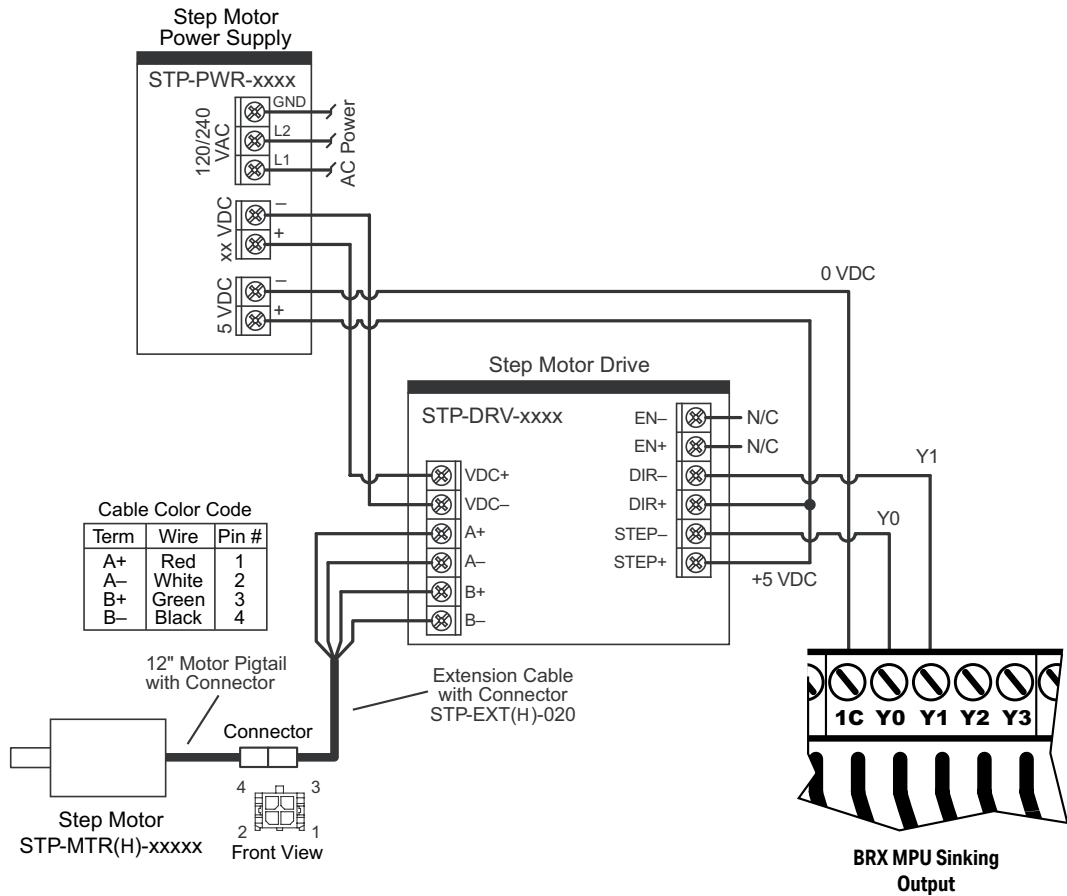 Step Motor
Power Supply
STP-PWR-xxxx
120/240
VAC
GND
L2
L1
AC Power
xx VDC
–
+
5 VDC
–
+
0 VDC
Step Motor Drive
STP-DRV-xxxx
EN–
N/C
EN+
N/C
DIR–
Y1
DIR+
STEP–
Y0
STEP+
+5 VDC
VDC+
VDC–
A+
A–
B+
B–
Cable Color Code
Term Wire Pin #
A+ Red 1
A– White 2
B+ Green 3
B– Black 4
12" Motor Pigtail
with Connector
Extension Cable
with Connector
STP-EXT(H)-020
Connector
4 3
2 1
Front View
Step Motor
STP-MTR(H)-xxxxx
1C Y0 Y1 Y2 Y3
BRX MPU Sinking
Output